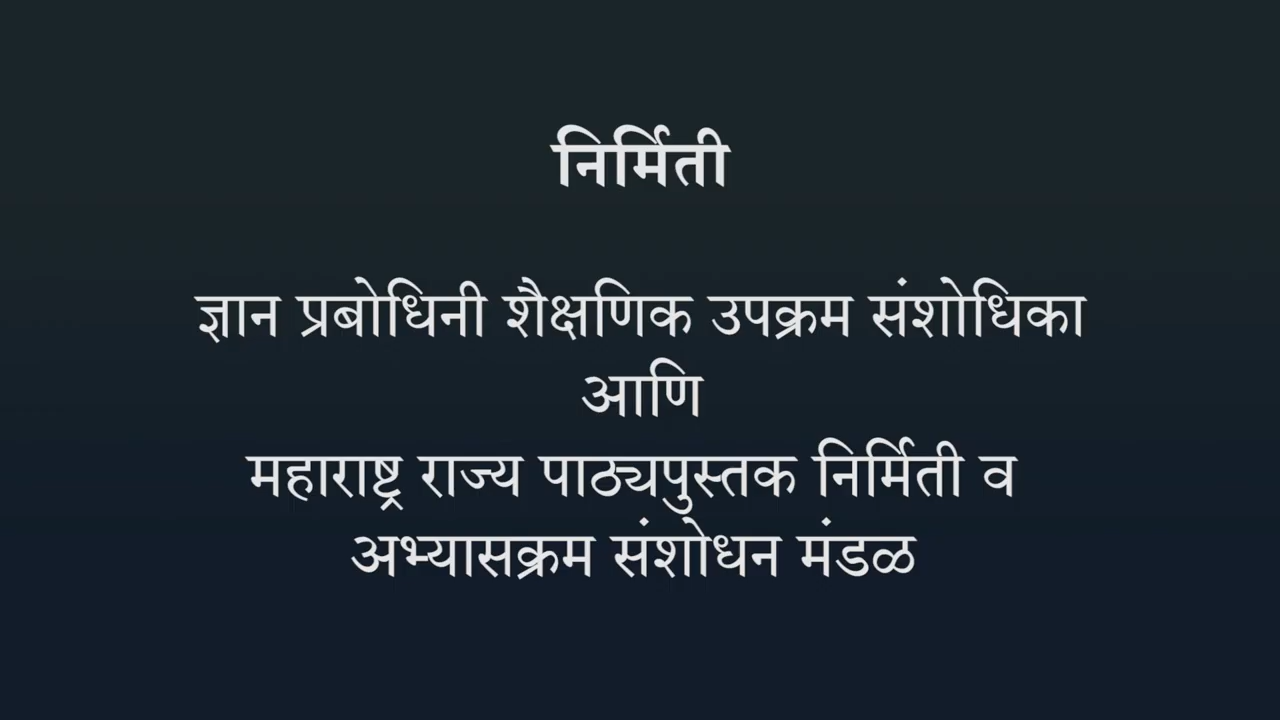 निर्मिती
ज्ञान प्रबोधिनी शैक्षणिक उपक्रम संशोधिका
आणि
महाराष्ट्र राज्य पाठ्यपुस्तक निर्मिती व
अभ्यासक्रम संशोधन मंडळ